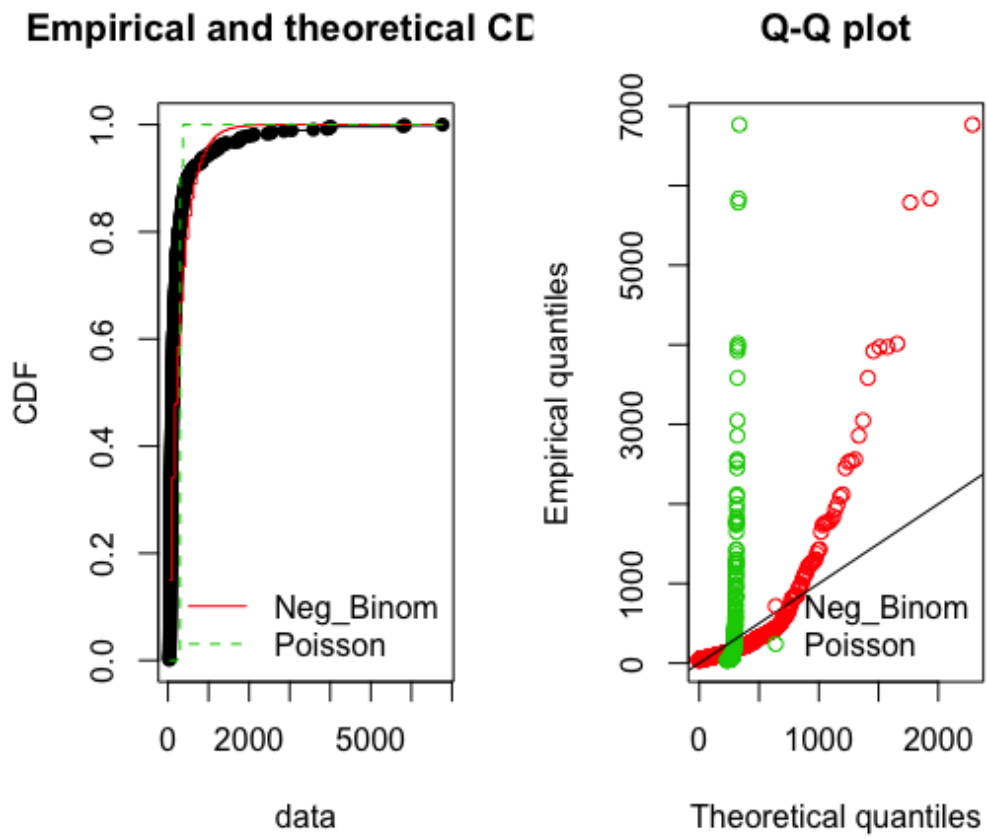 Empirical and theoretical CD
CDF
1.0
0.8
0.6
0.4
0.2
0.0
Neg_Binom
Poisson
0 2000 5000
data
Q-Q plot
Empirical quantiles
7000
5000
3000
1000
0
Neg_Binom
Poisson
0 1000 2000
Theoretical quantiles